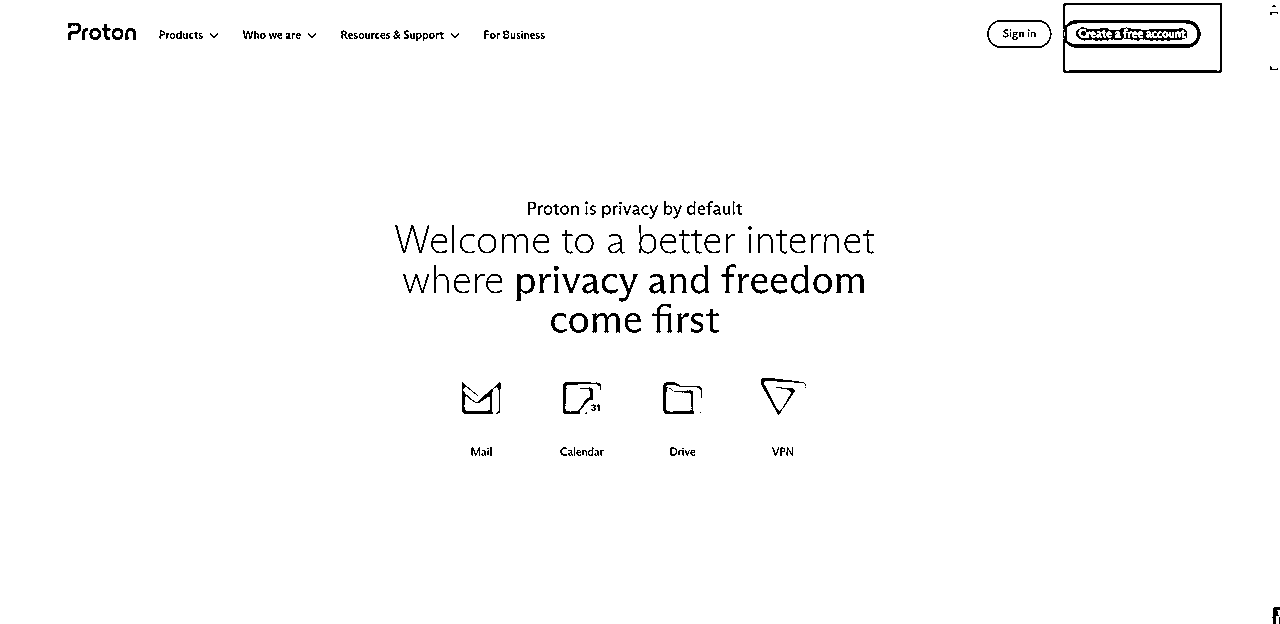 Proton Products Who we are Resources & Support For Business Sign in Create a free account
Proton is privacy by default
Welcome to a better internet
where privacy and freedom
come first
31
Mail Calendar Drive VPN